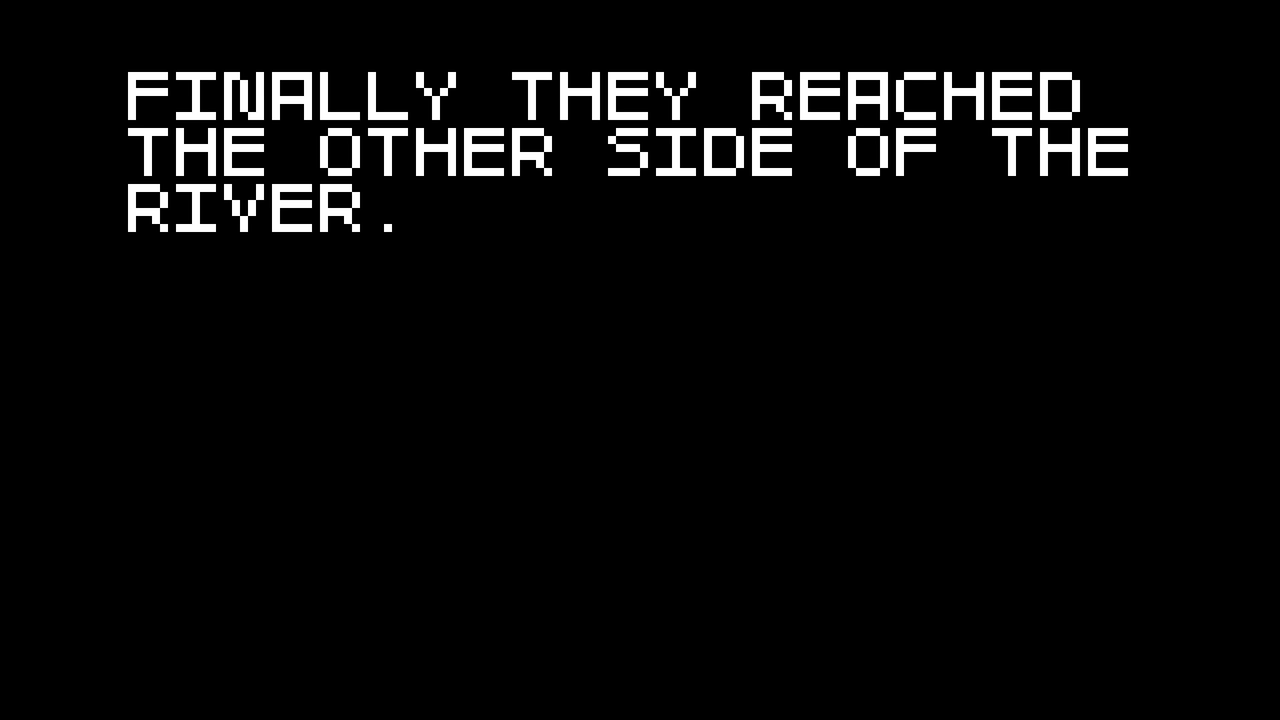 FINALLY THEY REACHED
THE OTHER SIDE OF THE
RIVER.